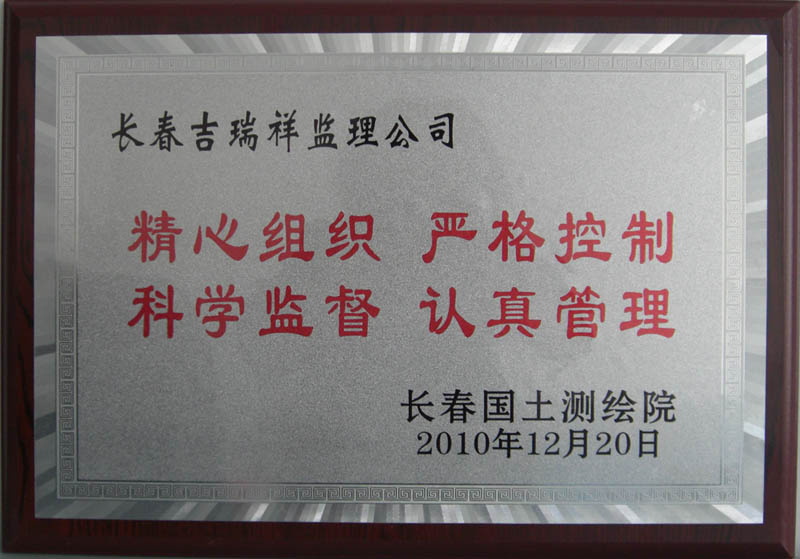 长春吉瑞祥监理公司
精心组织 严格控制
科学监督 认真管理
长春国土测绘院
2010年12月20日